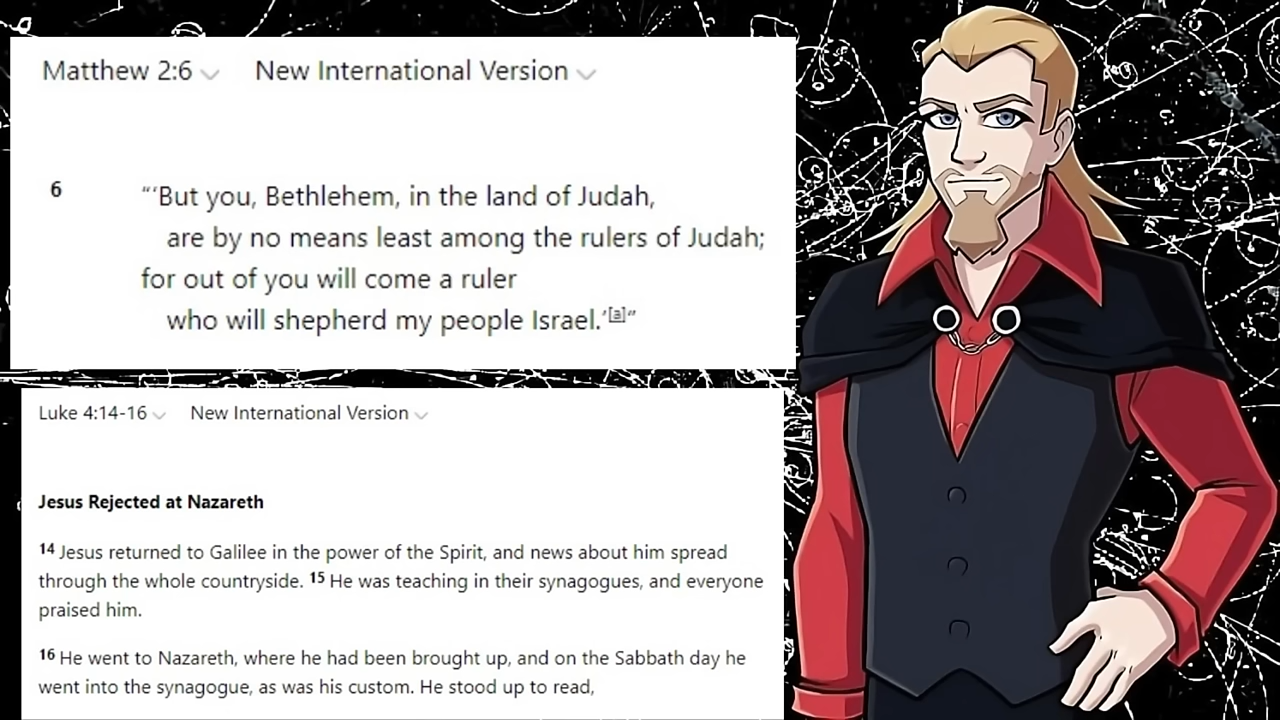 Matthew 2:6 New International Version
6 “‘But you, Bethlehem, in the land of Judah,
are by no means least among the rulers of Judah;
for out of you will come a ruler
who will shepherd my people Israel.’[a]”
Luke 4:14-16 New International Version
Jesus Rejected at Nazareth
14 Jesus returned to Galilee in the power of the Spirit, and news about him spread
through the whole countryside. 15 He was teaching in their synagogues, and everyone
praised him.
16 He went to Nazareth, where he had been brought up, and on the Sabbath day he
went into the synagogue, as was his custom. He stood up to read,